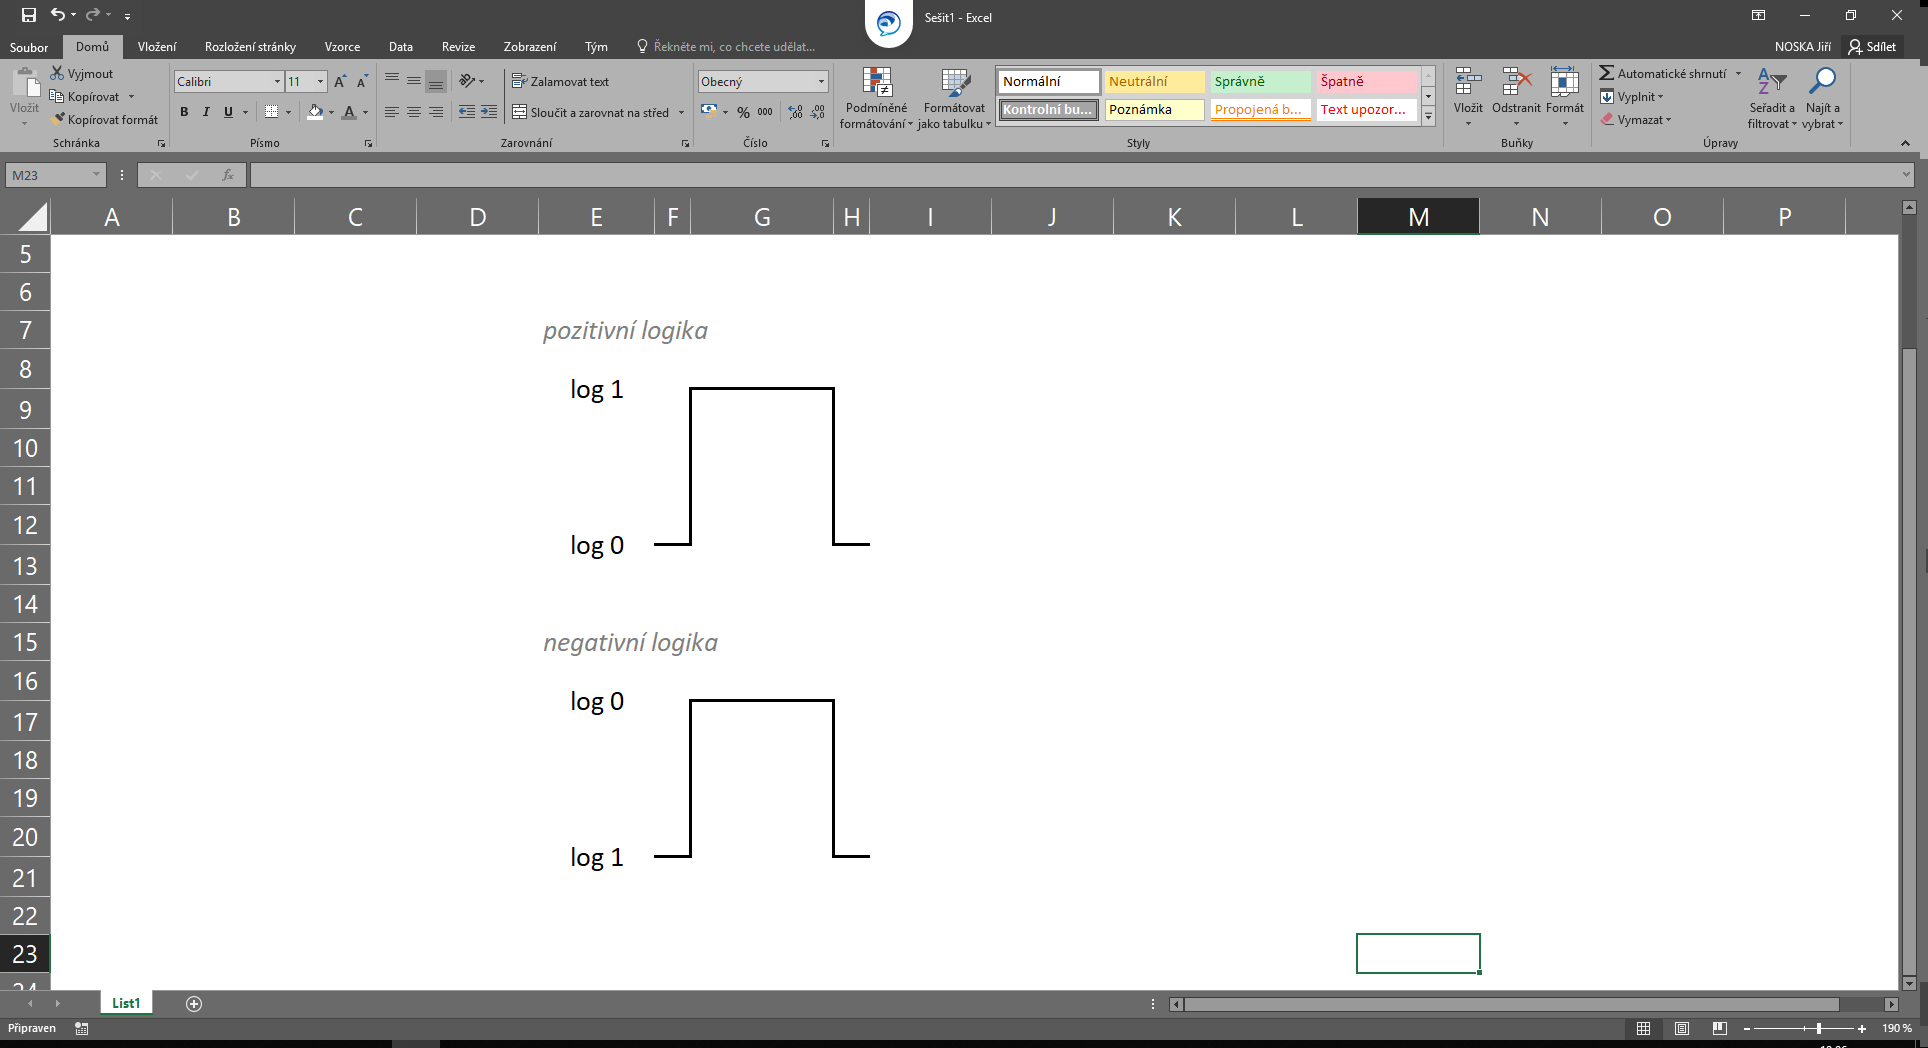 Sešit1 - Excel
Soubor Domů Vložení Rozložení stránky Vzorce Data Revize Zobrazení Tým Řekněte mi, co chcete udělat... NOSKA Jiří Sdílet
Vložit
Vyjmout
Kopírovat
Kopírovat formát
Schránka
Calibri 11
B I U A
Písmo
Zalamovat text
Sloučit a zarovnat na střed
Zarovnání
Obecný
% 000
Číslo
Podmíněné formátování
Formátovat jako tabulku
Normální Neutrální Správně Špatně
Kontrolní bu... Poznámka Propojená b... Text upozor...
Styly
Vložit Odstranit Formát
Buňky
Automatické shrnutí
Vyplnit
Vymazat
Seřadit a filtrovat
Najít a vybrat
Úpravy
M23 fx
A B C D E F G H I J K L M N O P
5
6
7 pozitivní logika
8
log 1
9
10
11
12
log 0
13
14
15 negativní logika
16
log 0
17
18
19
20
log 1
21
22
23
24
List1
Připraven 190 %